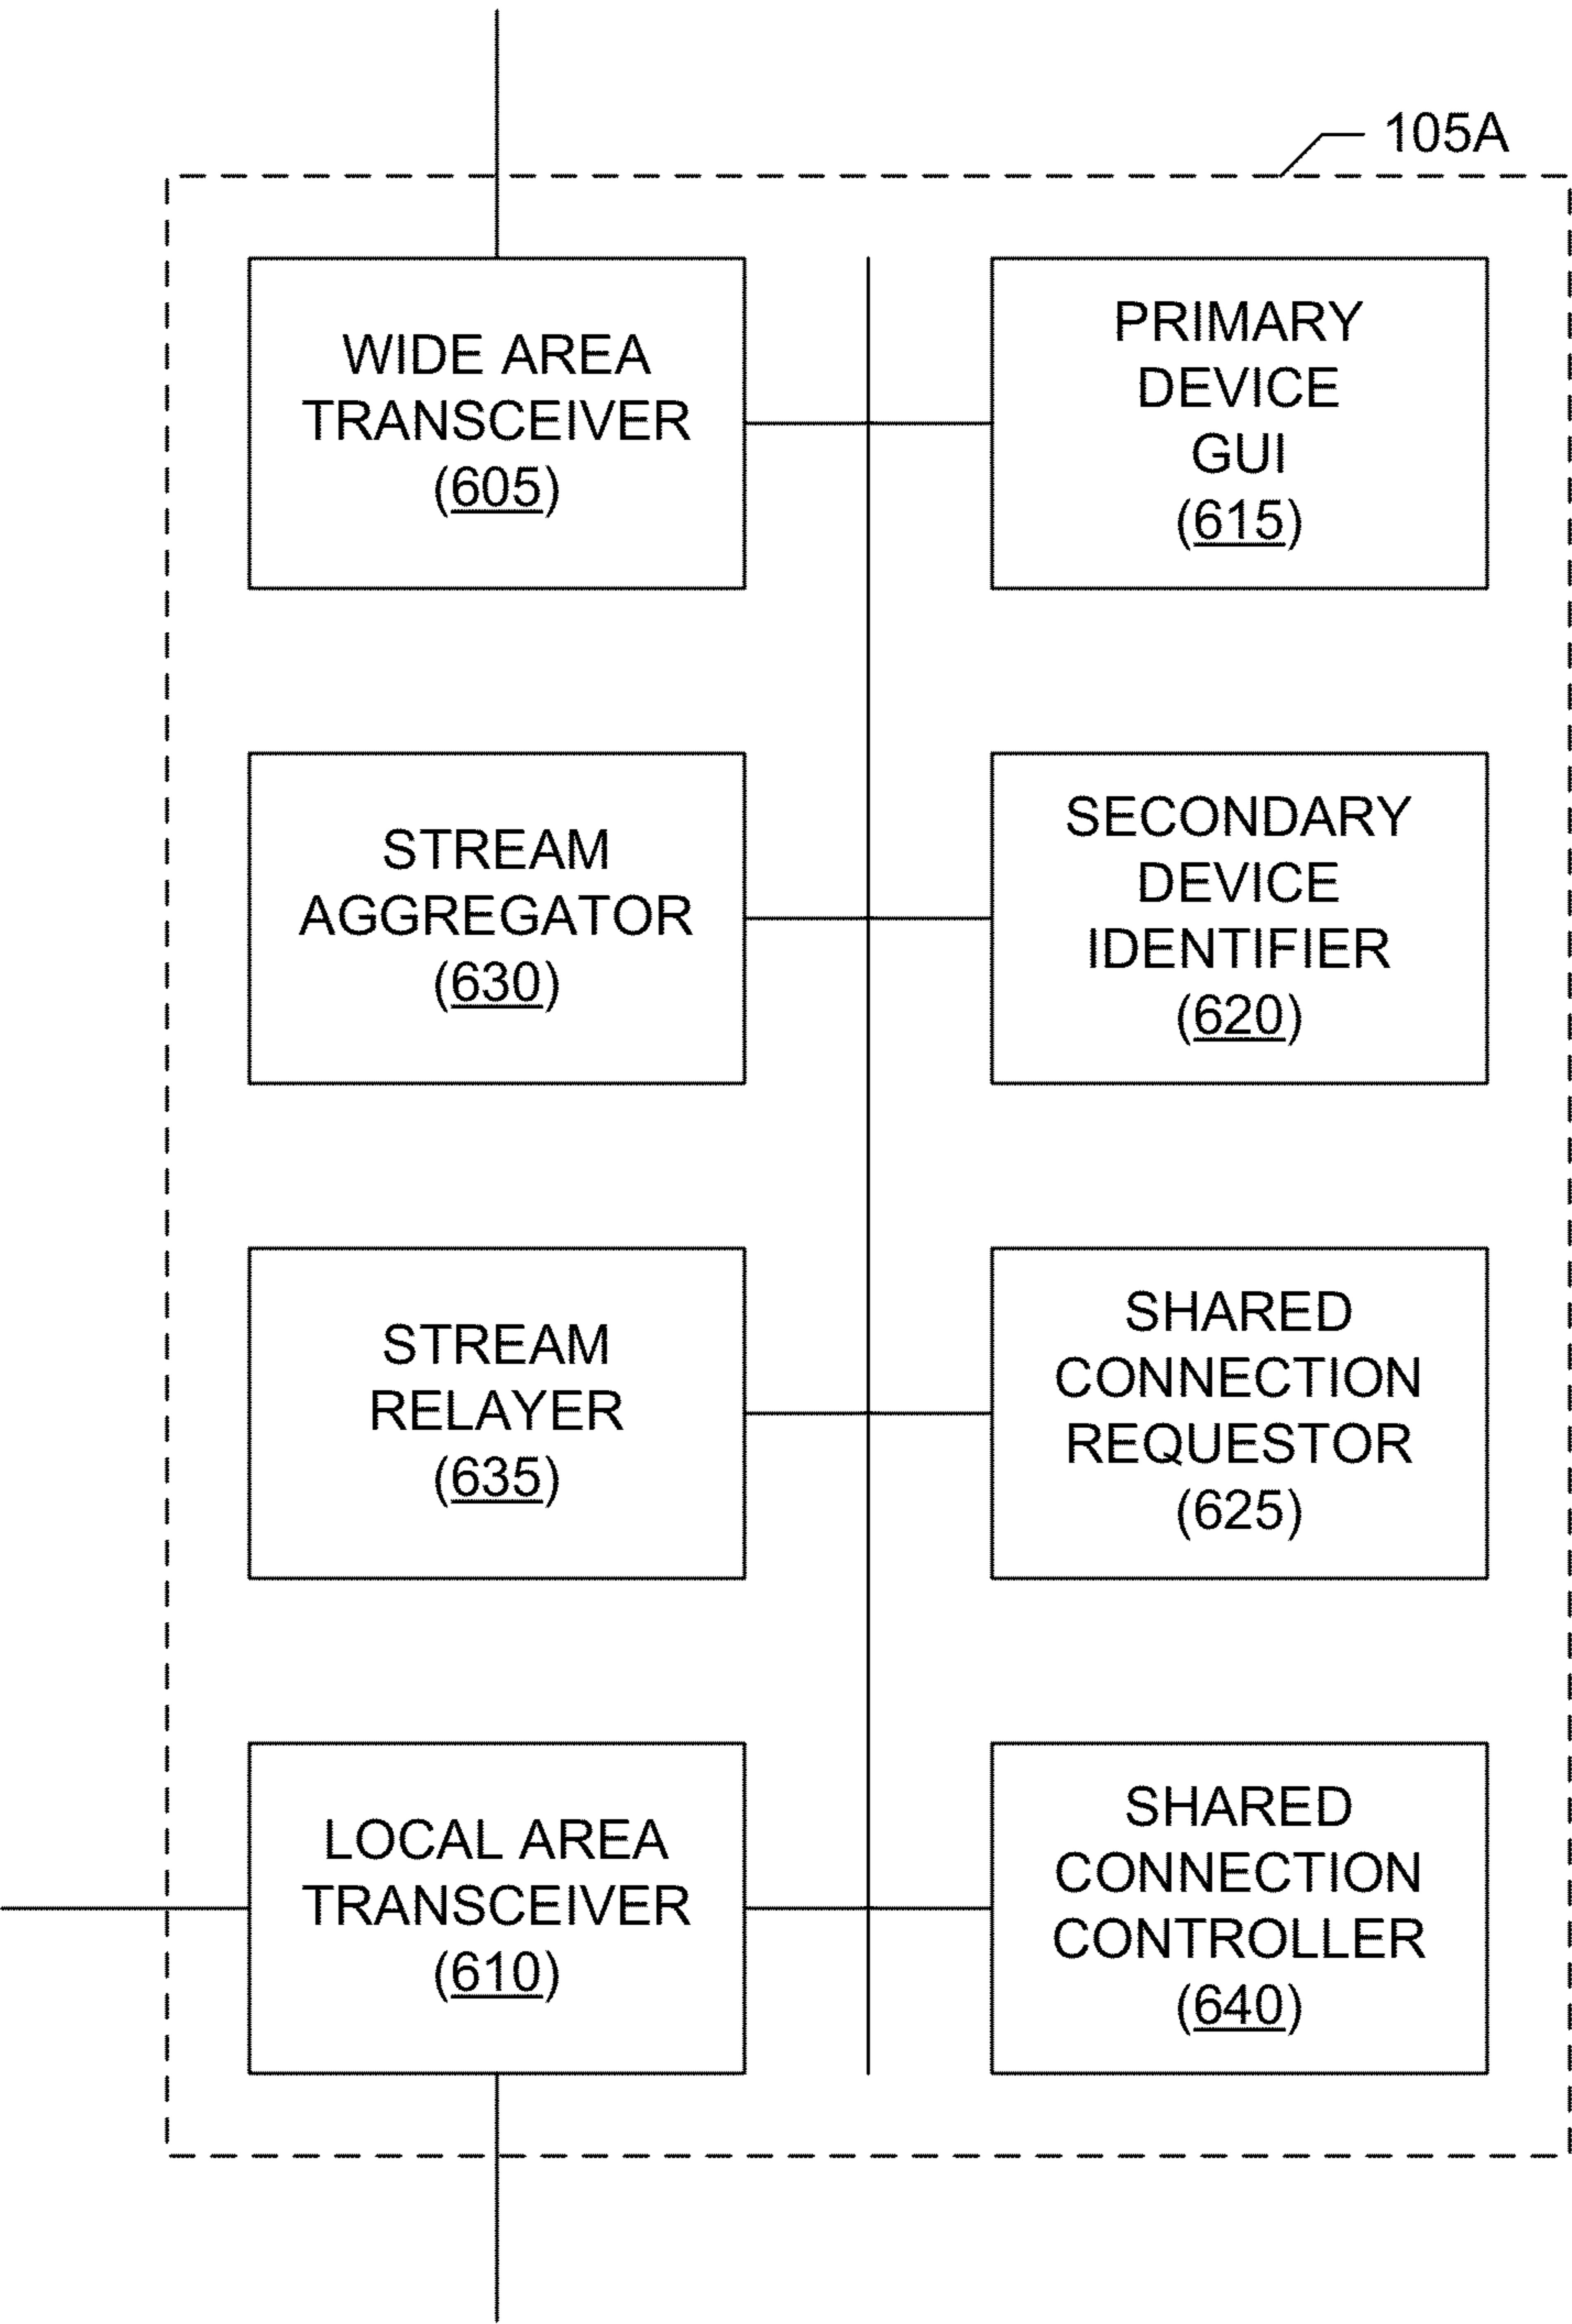 105A
WIDE AREA
TRANSCEIVER
(605)
PRIMARY
DEVICE
GUI
(615)
STREAM
AGGREGATOR
(630)
SECONDARY
DEVICE
IDENTIFIER
(620)
STREAM
RELAYER
(635)
SHARED
CONNECTION
REQUESTOR
(625)
LOCAL AREA
TRANSCEIVER
(610)
SHARED
CONNECTION
CONTROLLER
(640)